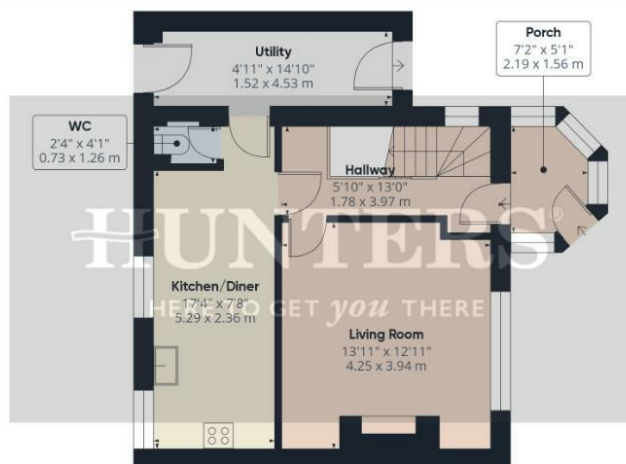 Porch
7'2" x 5'1"
2.19 x 1.56 m
Utility
4'11" x 14'10"
1.52 x 4.53 m
WC
2'4" x 4'1"
0.73 x 1.26 m
Hallway
5'10" x 13'0"
1.78 x 3.97 m
HUNTERS®
HERE TO GET you THERE
Kitchen/Diner
17'4" x 7'8"
5.29 x 2.36 m
Living Room
13'11" x 12'11"
4.25 x 3.94 m